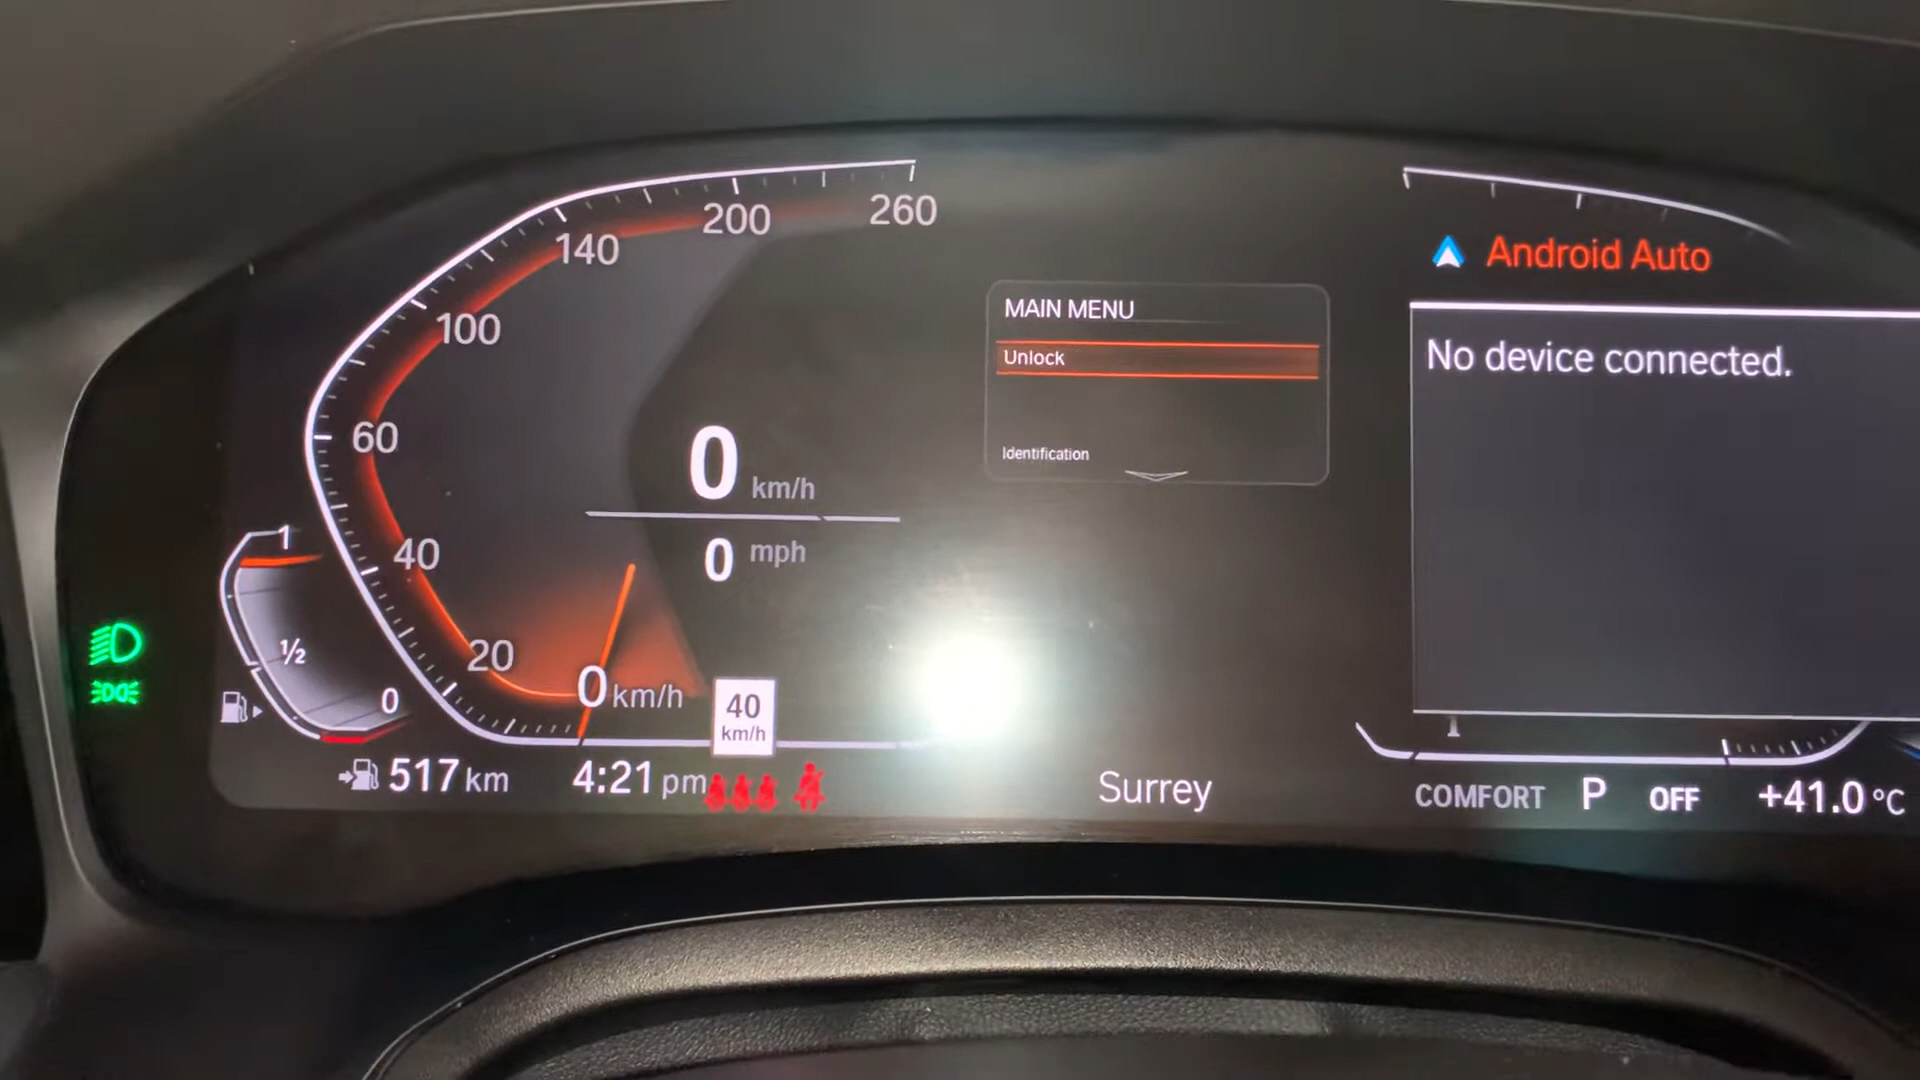 260
200
140
100
60
40
20
0 km/h
0 km/h
0 mph
1
1/2
0
40
km/h
517 km
4:21 pm
MAIN MENU
Unlock
Identification
Surrey
Android Auto
No device connected.
1
COMFORT P OFF +41.0 °C